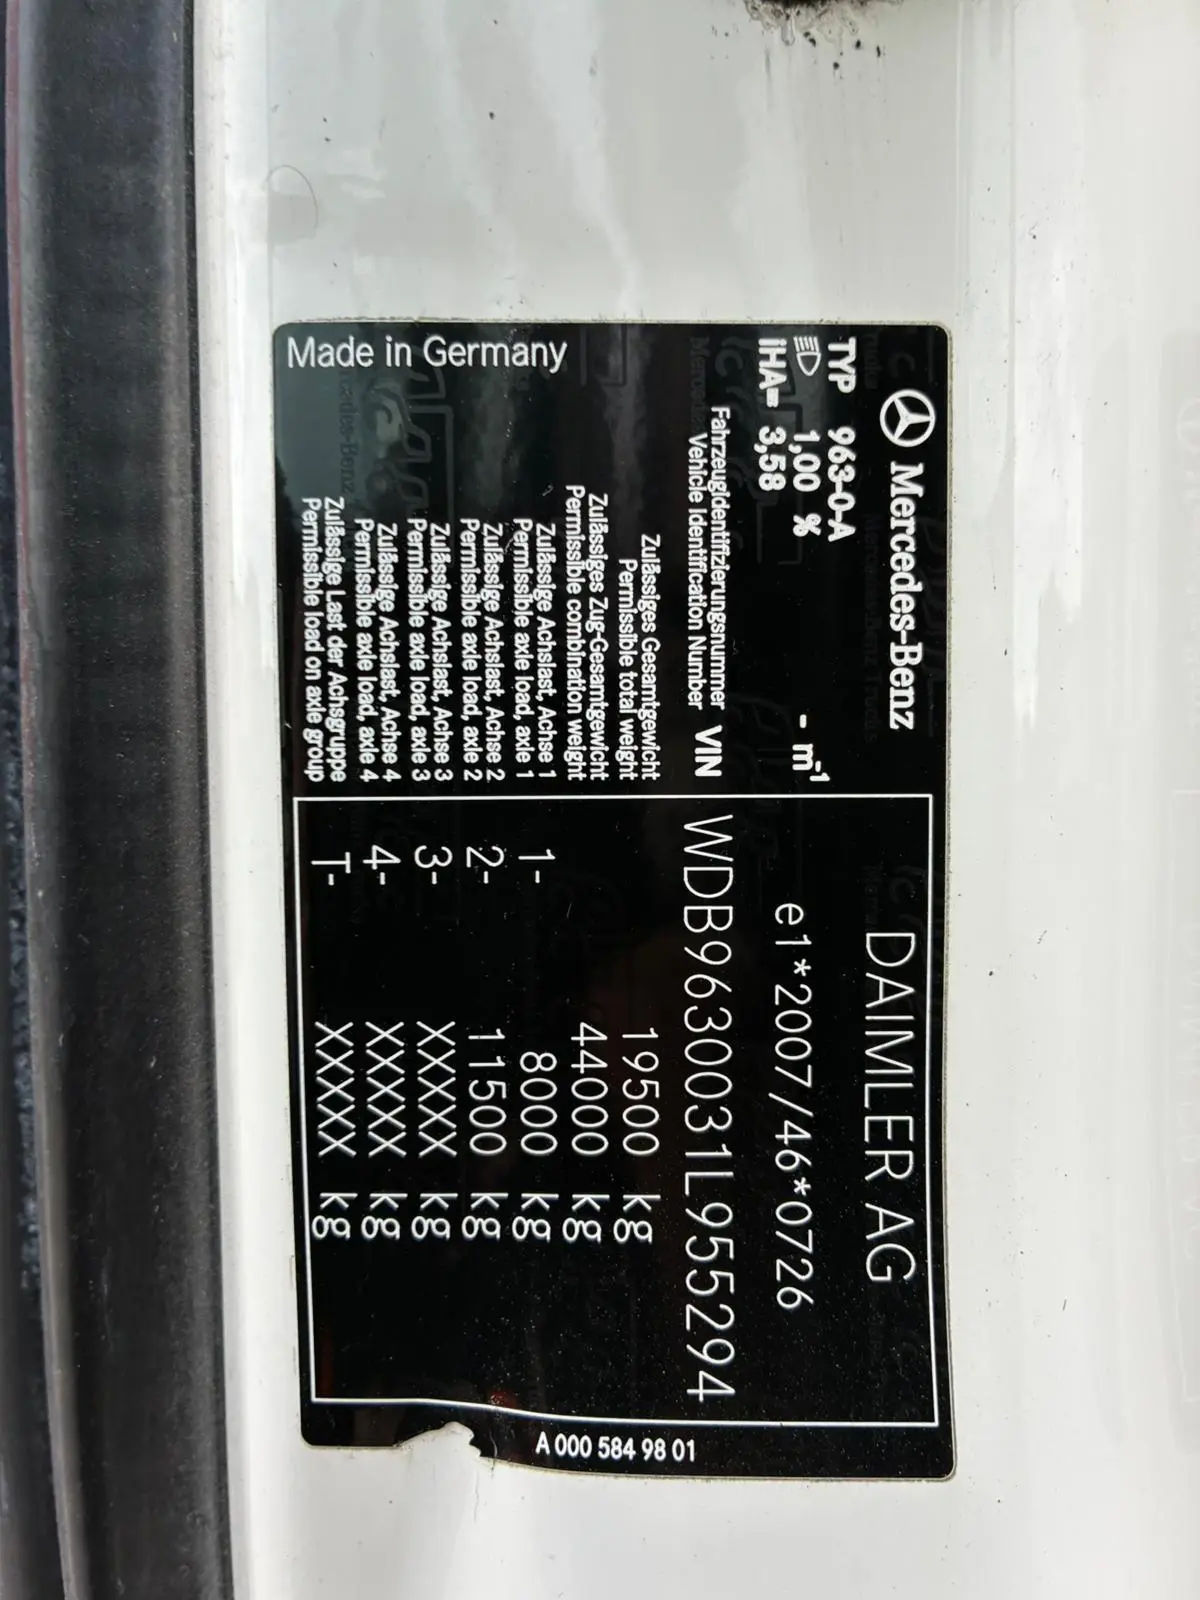 Mercedes-Benz
DAIMLER AG
TYP 963-0-A
1,00 % - m⁻¹
e1*2007/46*0726
iHA= 3,58
Fahrzeugidentifizierungsnummer
Vehicle Identification Number VIN WDB9630031L955294
Zulässiges Gesamtgewicht
Permissible total weight 19500 kg
Zulässiges Zug-Gesamtgewicht
Permissible combination weight 44000 kg
Zulässige Achslast, Achse 1
Permissible axle load, axle 1 1- 8000 kg
Zulässige Achslast, Achse 2
Permissible axle load, axle 2 2- 11500 kg
Zulässige Achslast, Achse 3
Permissible axle load, axle 3 3- XXXXX kg
Zulässige Achslast, Achse 4
Permissible axle load, axle 4 4- XXXXX kg
Zulässige Last der Achsgruppe
Permissible load on axle group T- XXXXX kg
Made in Germany
A 000 584 98 01